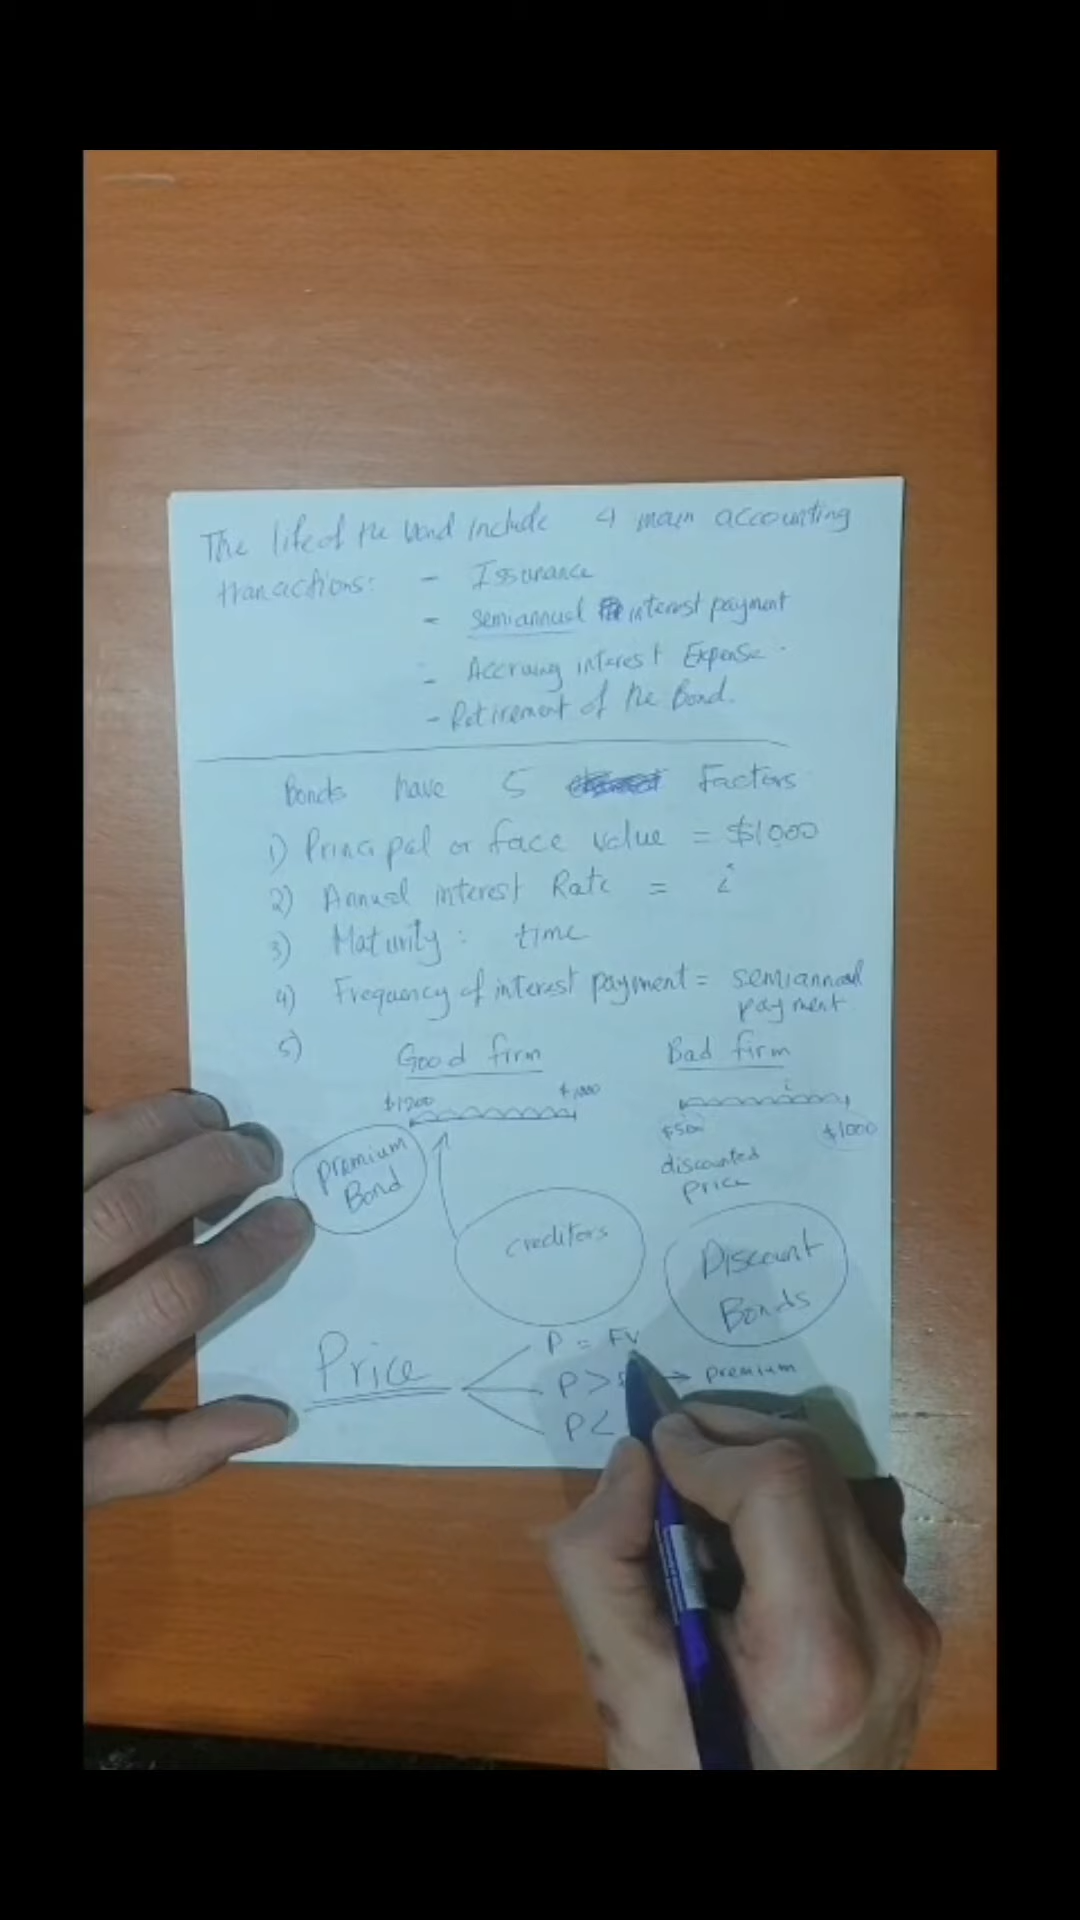 The life of the bond include 4 main accounting
tranactions: - Issurance
- semiannual interest payment
- Accruing interest Expense.
- Retirement of the Bond.
Bonds have 5 Factors
1) Principal or face value = $1000
2) Annual interest Rate = i
3) Maturity: time
4) Frequency of interest payment = semiannual
payment
5) Good firm Bad firm
$1200 $1000 i
$500 $1000
premium
Bond
discounted
price
crediters
Discount
Bonds
Price
P = FV
P > → premium
P <